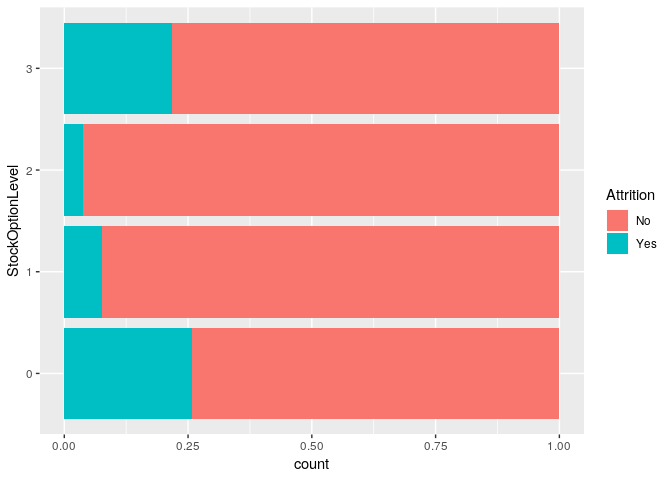 StockOptionLevel
3
2
1
0
0.00 0.25 0.50 0.75 1.00
count
Attrition
No
Yes